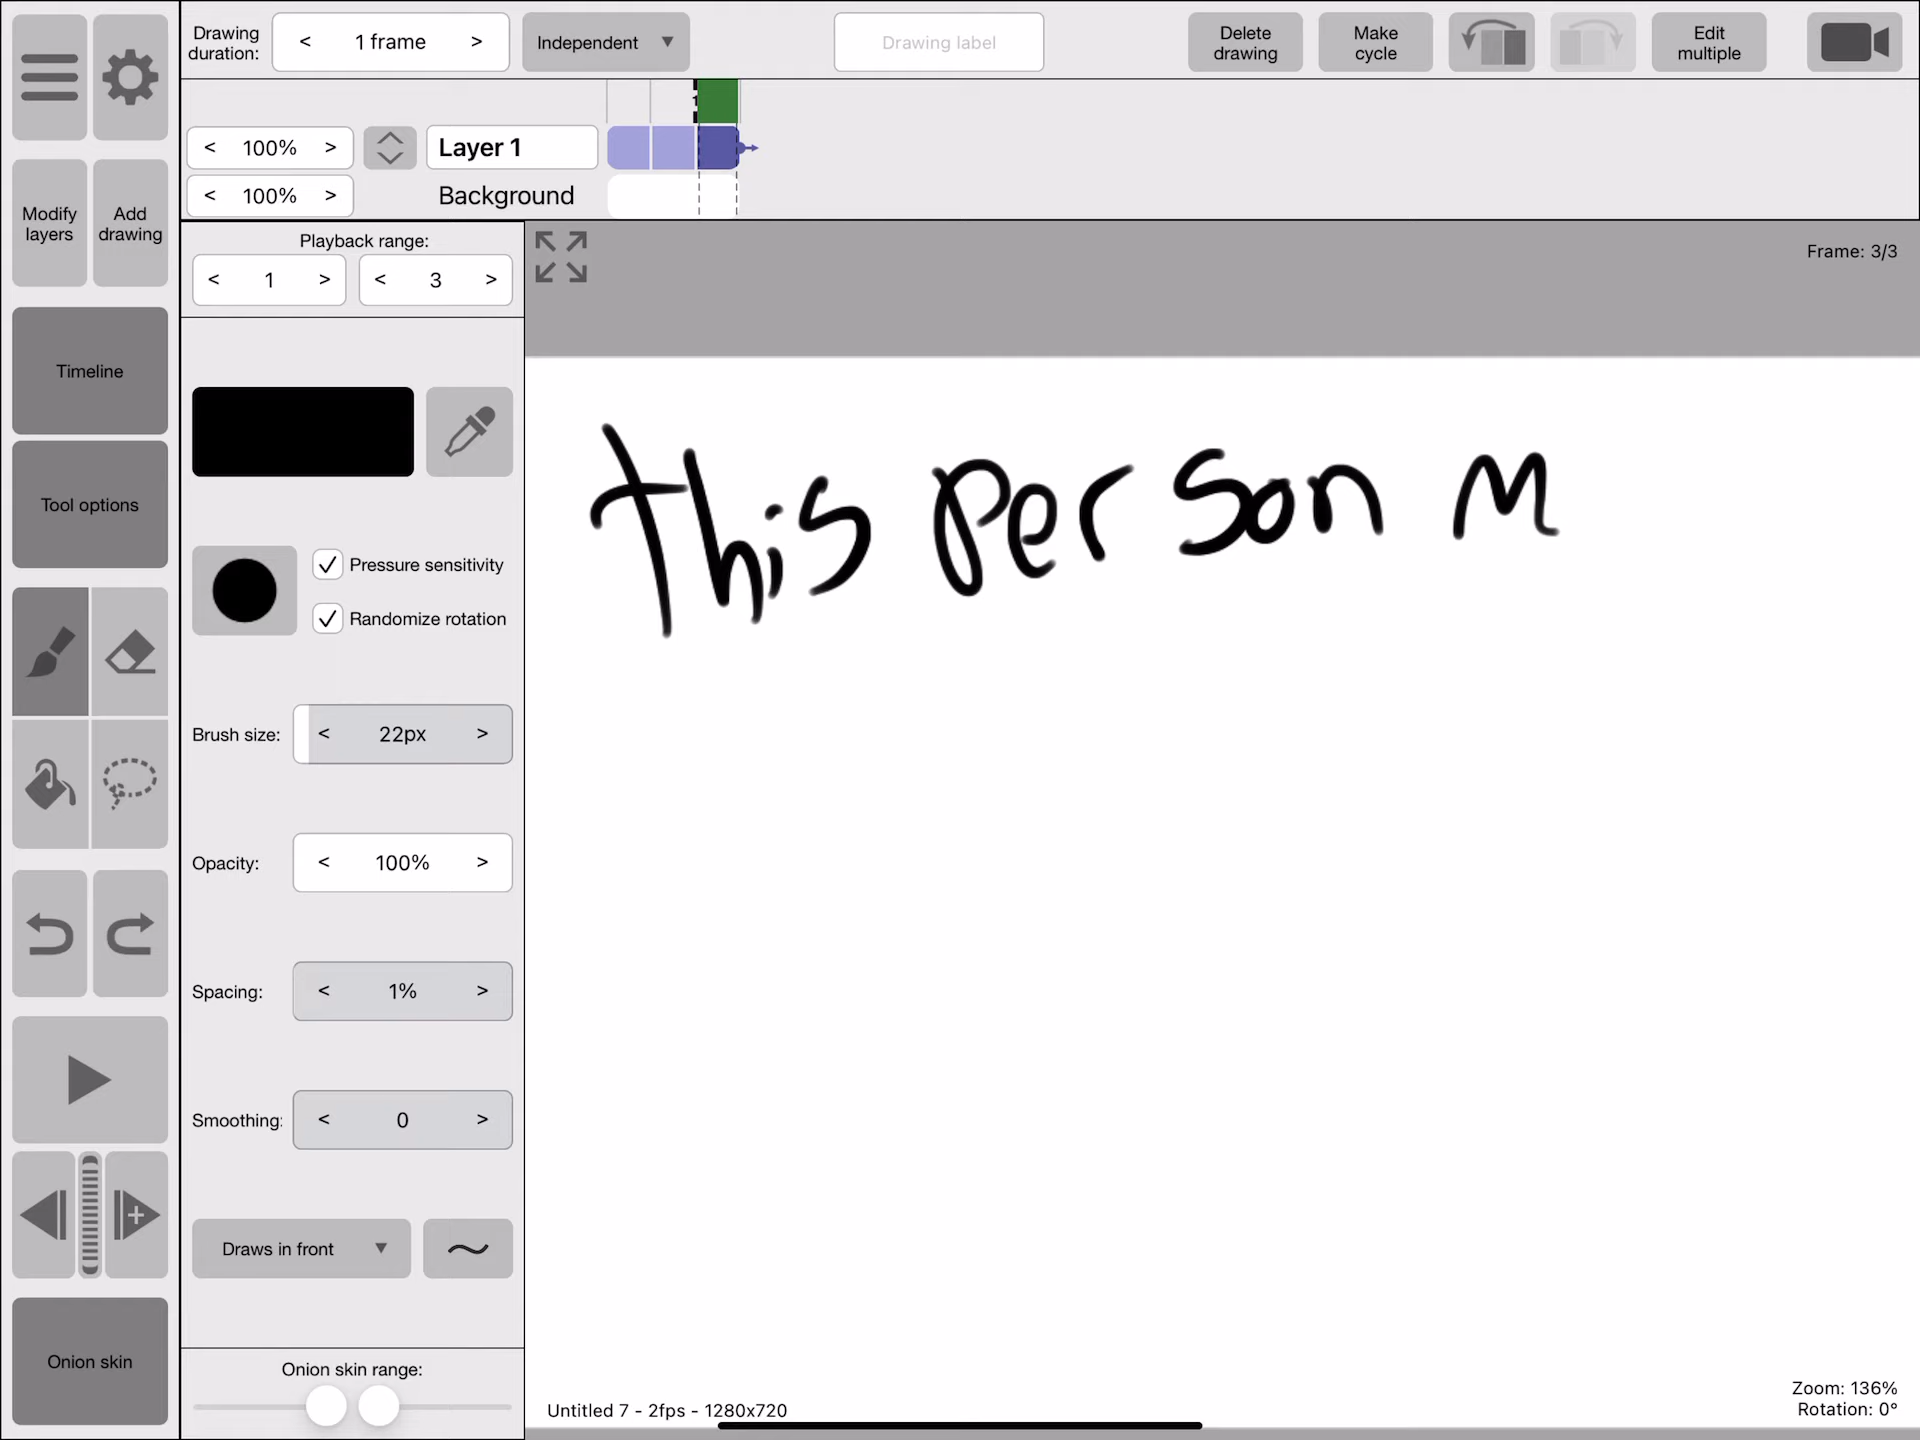 Drawing duration: < 1 frame > Independent ▼ Drawing label Delete drawing Make cycle Edit multiple
< 100% > Layer 1
< 100% > Background
Modify layers
Add drawing
Timeline
Tool options
Onion skin
Playback range:
< 1 > < 3 >
Pressure sensitivity
Randomize rotation
Brush size: < 22px >
Opacity: < 100% >
Spacing: < 1% >
Smoothing: < 0 >
Draws in front ▼
Onion skin range:
Frame: 3/3
This person M
Untitled 7 - 2fps - 1280x720
Zoom: 136%
Rotation: 0°